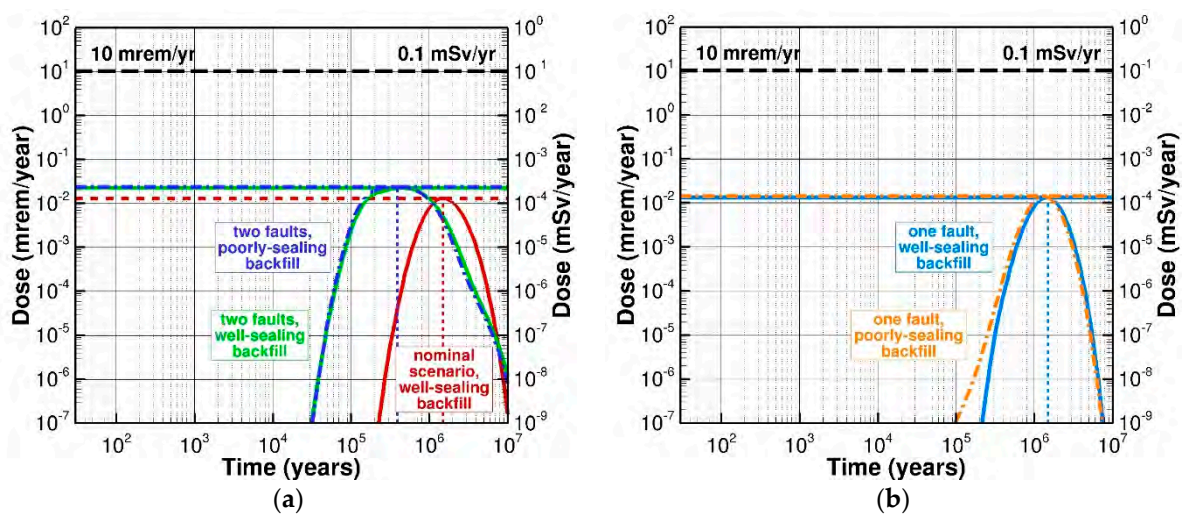 10²
10¹
10⁰
10⁻¹
10⁻²
10⁻³
10⁻⁴
10⁻⁵
10⁻⁶
10⁻⁷
Dose (mrem/year)
10 mrem/yr
0.1 mSv/yr
two faults,
poorly-sealing
backfill
two faults,
well-sealing
backfill
nominal
scenario,
well-sealing
backfill
10⁰
10⁻¹
10⁻²
10⁻³
10⁻⁴
10⁻⁵
10⁻⁶
10⁻⁷
10⁻⁸
10⁻⁹
Dose (mSv/year)
10² 10³ 10⁴ 10⁵ 10⁶ 10⁷
Time (years)
(a)
10²
10¹
10⁰
10⁻¹
10⁻²
10⁻³
10⁻⁴
10⁻⁵
10⁻⁶
10⁻⁷
Dose (mrem/year)
10 mrem/yr
0.1 mSv/yr
one fault,
well-sealing
backfill
one fault,
poorly-sealing
backfill
10⁰
10⁻¹
10⁻²
10⁻³
10⁻⁴
10⁻⁵
10⁻⁶
10⁻⁷
10⁻⁸
10⁻⁹
Dose (mSv/year)
10² 10³ 10⁴ 10⁵ 10⁶ 10⁷
Time (years)
(b)